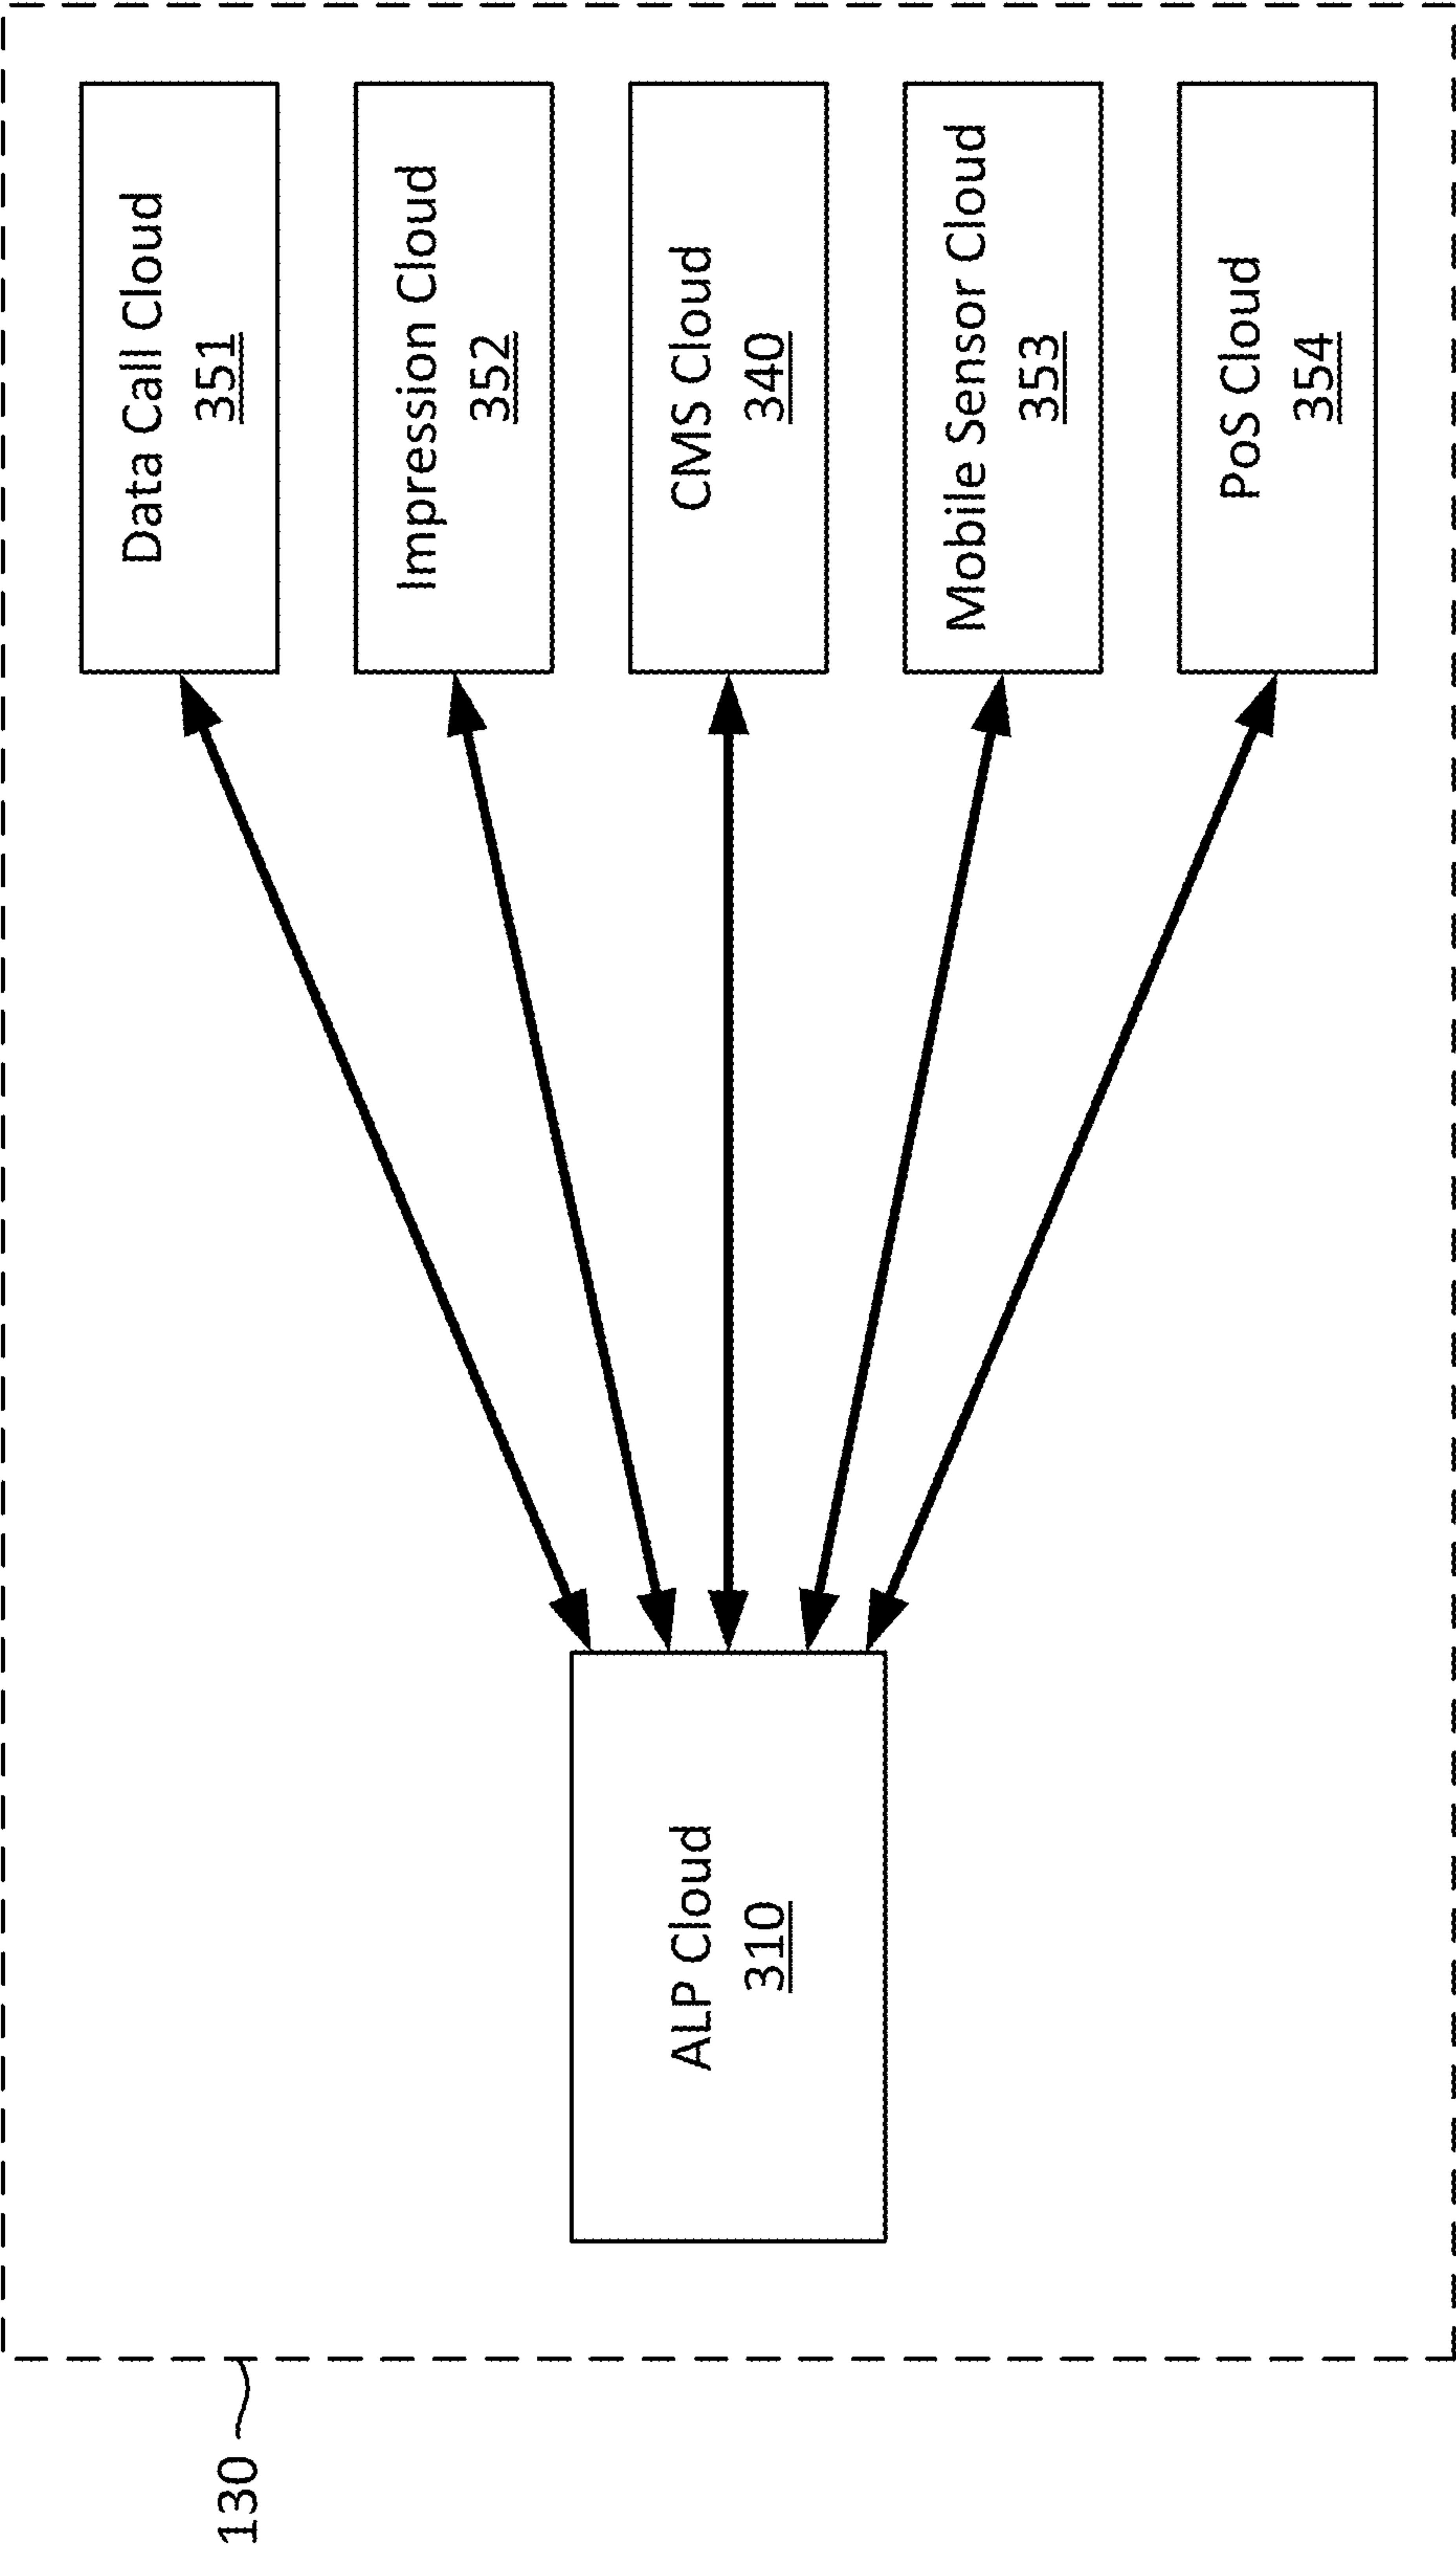 130
ALP Cloud
310
Data Call Cloud
351
Impression Cloud
352
CMS Cloud
340
Mobile Sensor Cloud
353
PoS Cloud
354